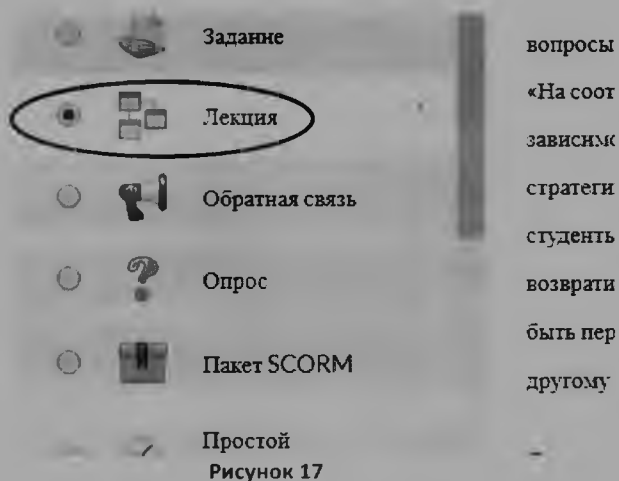 Задание
Лекция
Обратная связь
Опрос
Пакет SCORM
Простой
Рисунок 17
вопросы
«На соот
зависимо
стратеги
студенть
возврати
быть пер
другому